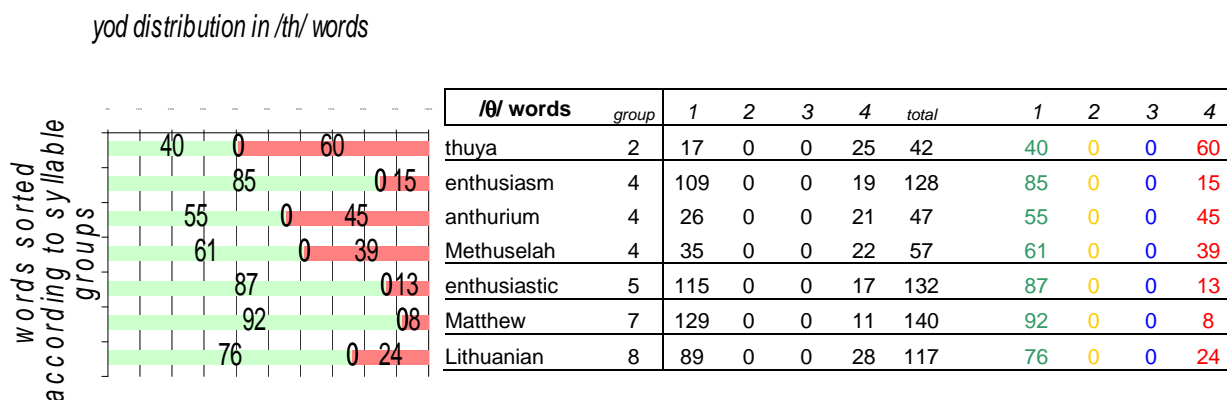 yod distribution in /th/ words
words sorted
according to syllable
groups
40 0 60
85 0 15
55 0 45
61 0 39
87 0 13
92 0 8
76 0 24
/θ/ words group 1 2 3 4 total 1 2 3 4
thuya 2 17 0 0 25 42 40 0 0 60
enthusiasm 4 109 0 0 19 128 85 0 0 15
anthurium 4 26 0 0 21 47 55 0 0 45
Methuselah 4 35 0 0 22 57 61 0 0 39
enthusiastic 5 115 0 0 17 132 87 0 0 13
Matthew 7 129 0 0 11 140 92 0 0 8
Lithuanian 8 89 0 0 28 117 76 0 0 24